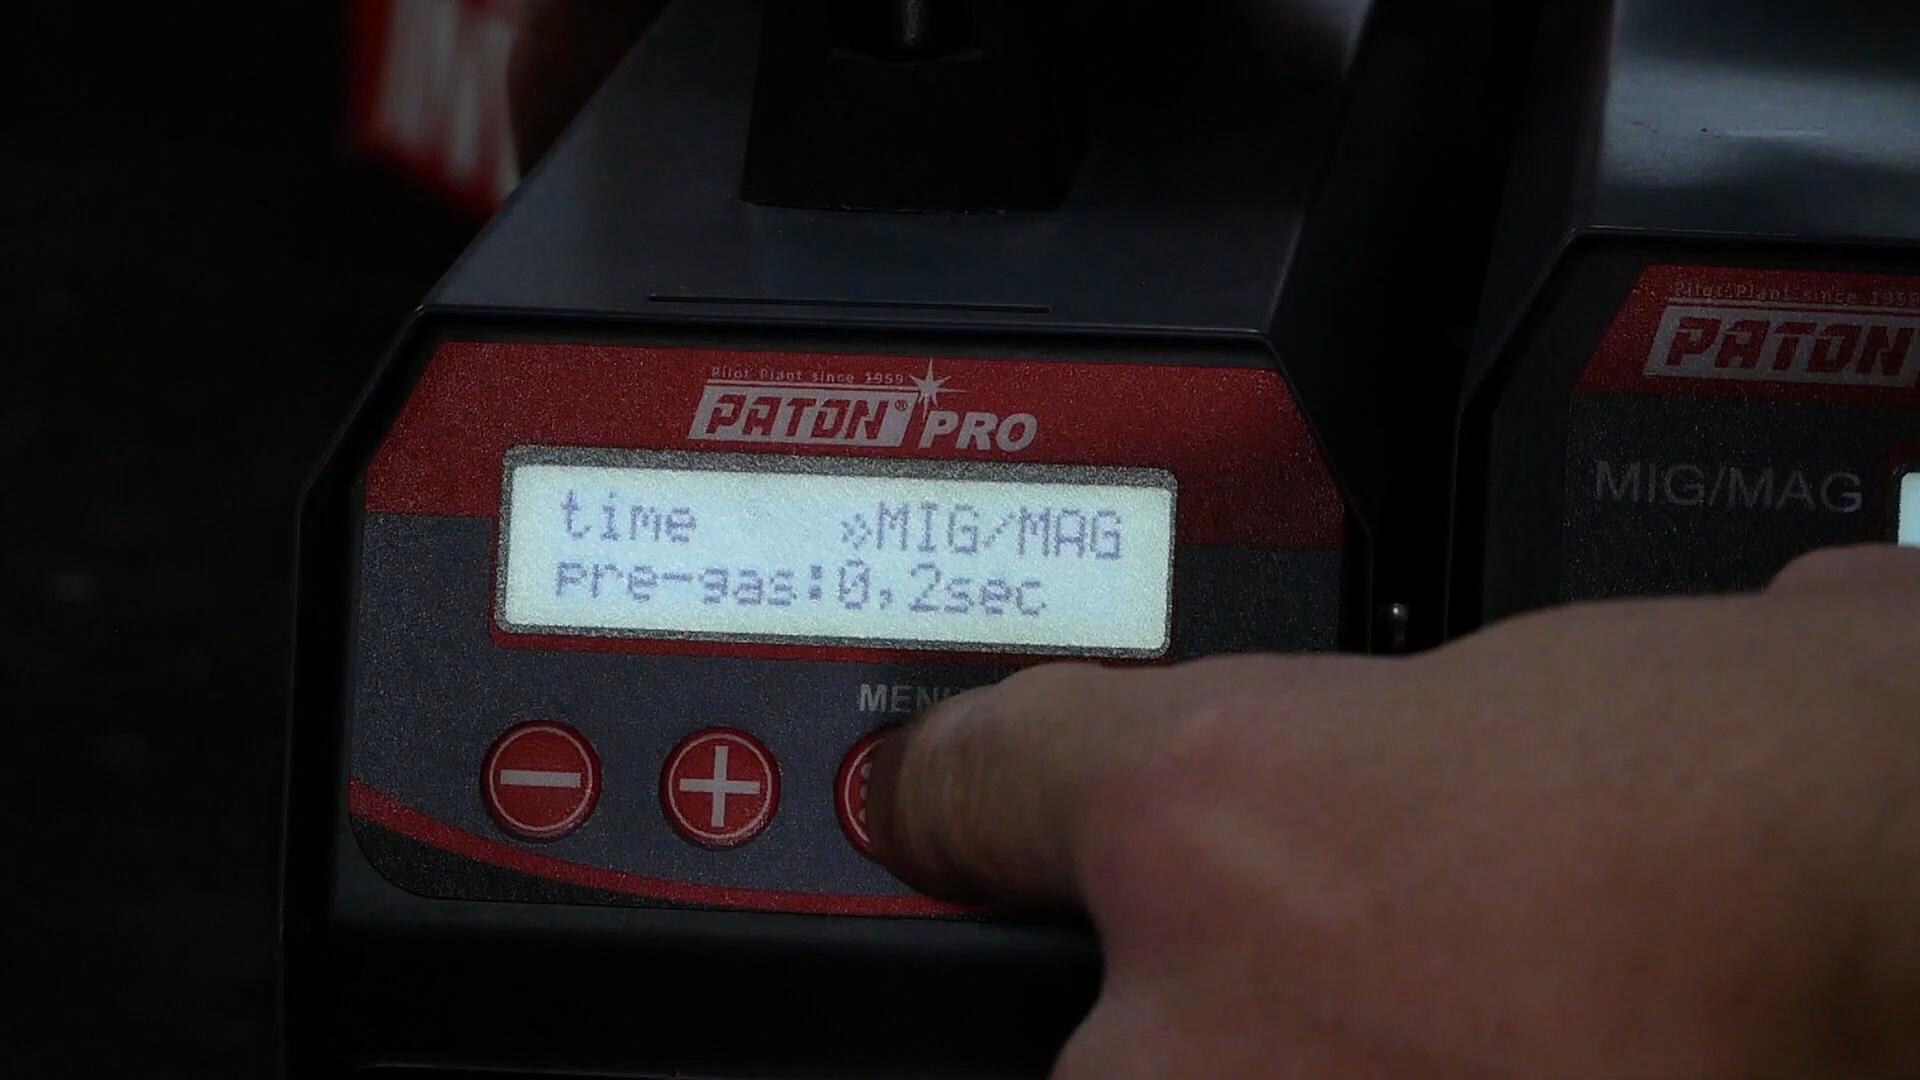 Pilot Plant since 1959
PATON® PRO
time MIG/MAG
pre-gas:0,2sec
MENU
Pilot Plant since 1959
PATON
MIG/MAG